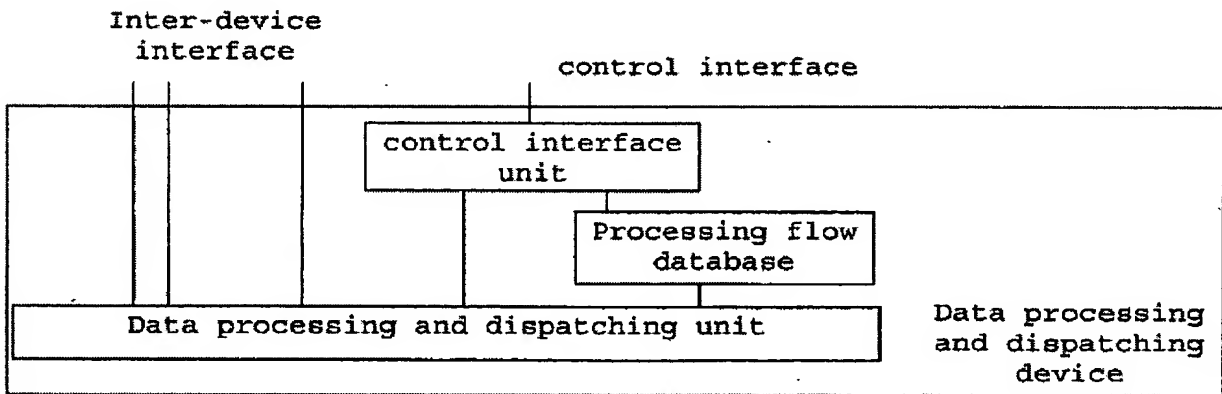 Inter-device
interface
control interface
control interface
unit
Processing flow
database
Data processing and dispatching unit
Data processing
and dispatching
device